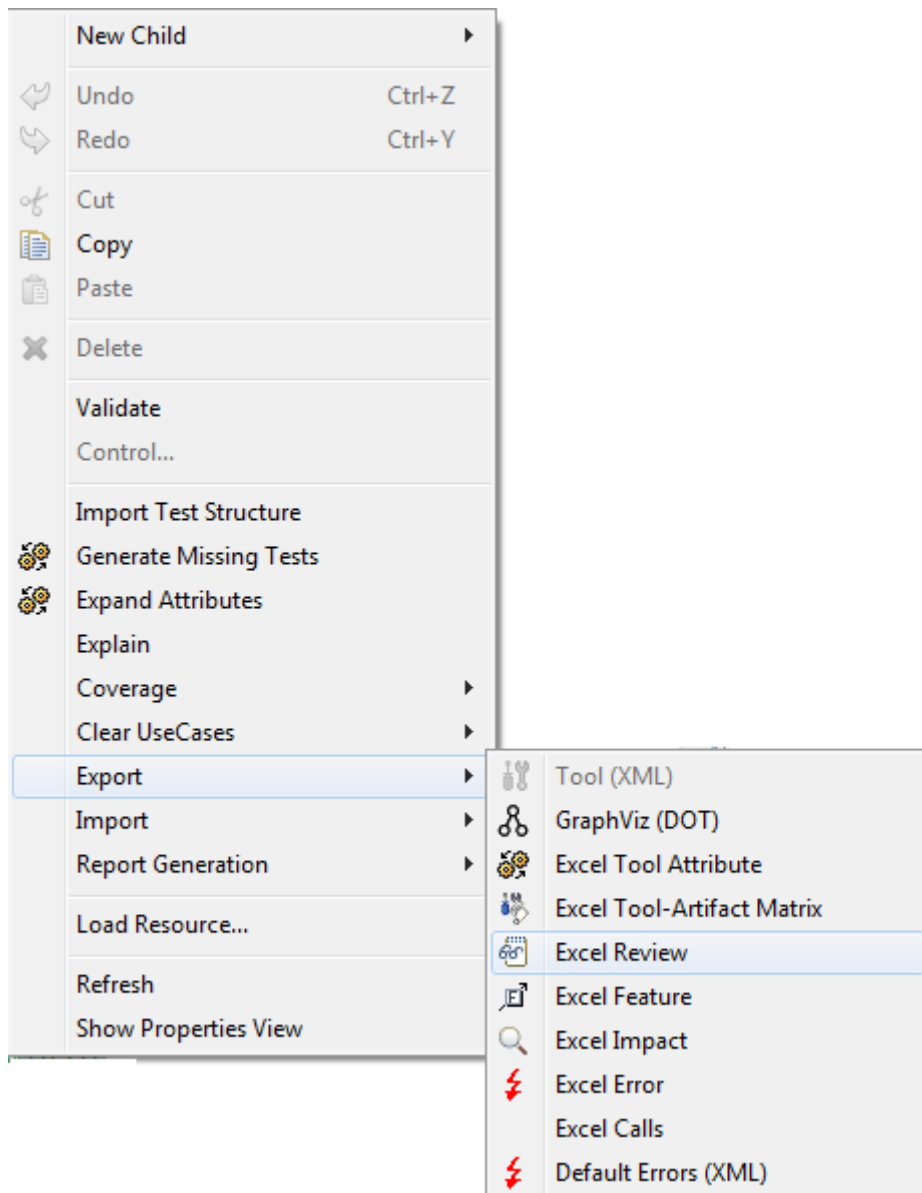 New Child
Undo Ctrl+Z
Redo Ctrl+Y
Cut
Copy
Paste
Delete
Validate
Control...
Import Test Structure
Generate Missing Tests
Expand Attributes
Explain
Coverage
Clear UseCases
Export
Import
Report Generation
Load Resource...
Refresh
Show Properties View
Tool (XML)
GraphViz (DOT)
Excel Tool Attribute
Excel Tool-Artifact Matrix
Excel Review
Excel Feature
Excel Impact
Excel Error
Excel Calls
Default Errors (XML)